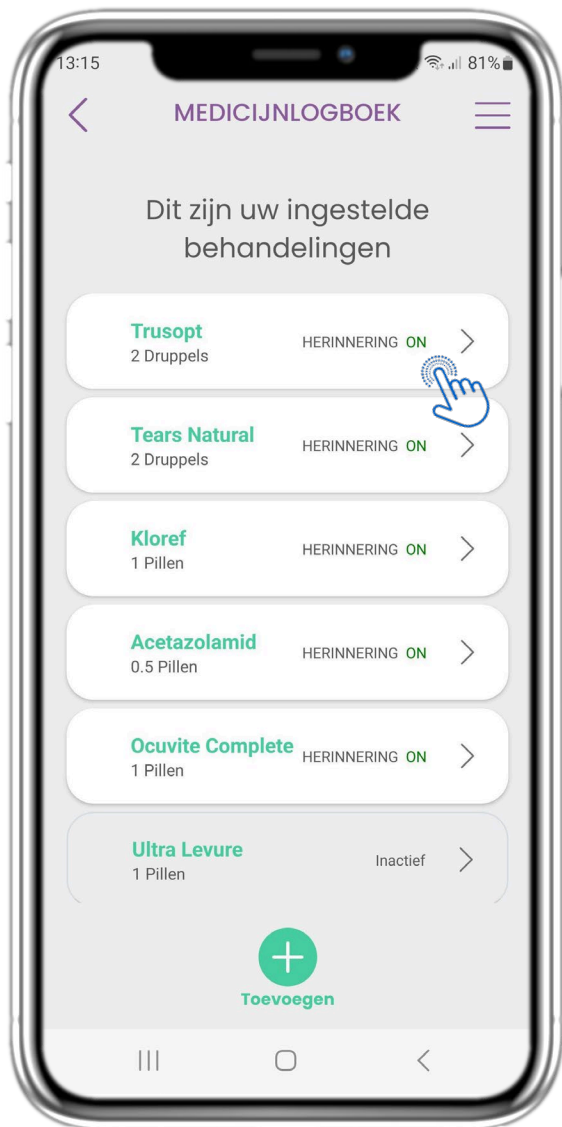 13:15
81%
MEDICIJNLOGBOEK
Dit zijn uw ingestelde
behandelingen
Trusopt
2 Druppels
HERINNERING ON
Tears Natural
2 Druppels
HERINNERING ON
Kloref
1 Pillen
HERINNERING ON
Acetazolamid
0.5 Pillen
HERINNERING ON
Ocuvite Complete
1 Pillen
HERINNERING ON
Ultra Levure
1 Pillen
Inactief
Toevoegen